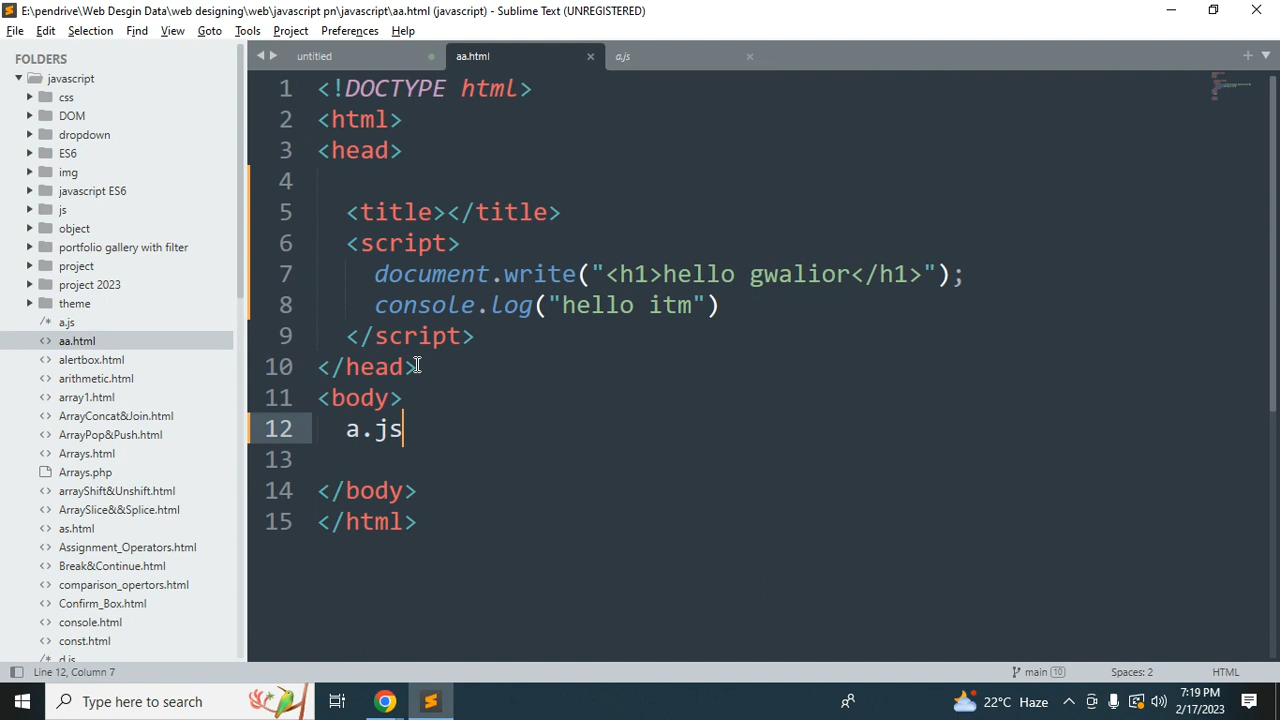 E:\pendrive\Web Desgin Data\web designing\web\javascript pn\javascript\aa.html (javascript) - Sublime Text (UNREGISTERED)
File Edit Selection Find View Goto Tools Project Preferences Help
FOLDERS
javascript
css
DOM
dropdown
ES6
img
javascript ES6
js
object
portfolio gallery with filter
project
project 2023
theme
/* a.js
<> aa.html
<> alertbox.html
<> arithmetic.html
<> array1.html
<> ArrayConcat&Join.html
<> ArrayPop&Push.html
<> Arrays.html
Arrays.php
<> arrayShift&Unshift.html
<> ArraySlice&&Splice.html
<> as.html
<> Assignment_Operators.html
<> Break&Continue.html
<> comparison_opertors.html
<> Confirm_Box.html
<> console.html
<> const.html
/* d.js
untitled aa.html a.js
1 <!DOCTYPE html>
2 <html>
3 <head>
4
5 <title></title>
6 <script>
7 document.write("<h1>hello gwalior</h1>");
8 console.log("hello itm")
9 </script>
10 </head>
11 <body>
12 a.js
13
14 </body>
15 </html>
Line 12, Column 7 main 10 Spaces: 2 HTML
Type here to search 22°C Haze 7:19 PM
2/17/2023